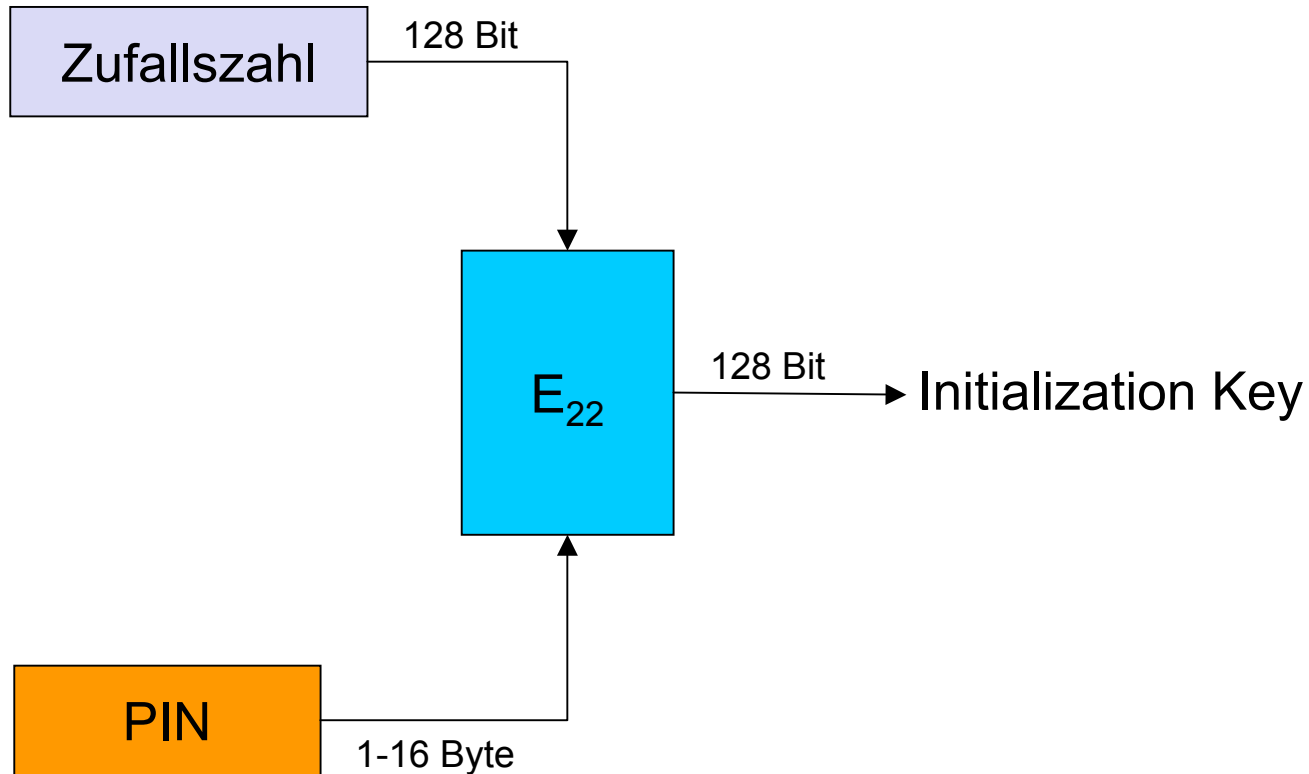 128 Bit
Zufallszahl
128 Bit
E₂₂
Initialization Key
PIN
1-16 Byte